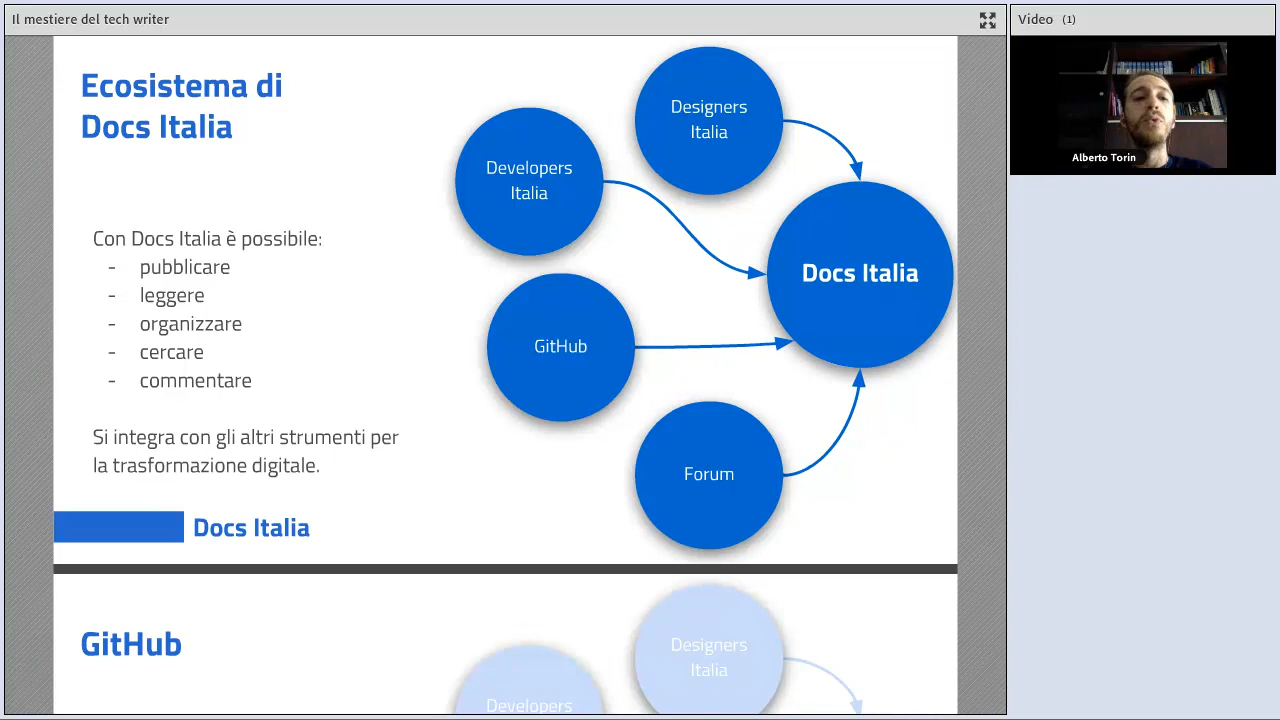 Il mestiere del tech writer
Video (1)
Alberto Torin
Ecosistema di
Docs Italia
Con Docs Italia è possibile:
- pubblicare
- leggere
- organizzare
- cercare
- commentare
Si integra con gli altri strumenti per
la trasformazione digitale.
Docs Italia
Designers
Italia
Developers
Italia
Docs Italia
GitHub
Forum
GitHub
Designers
Italia
Developers